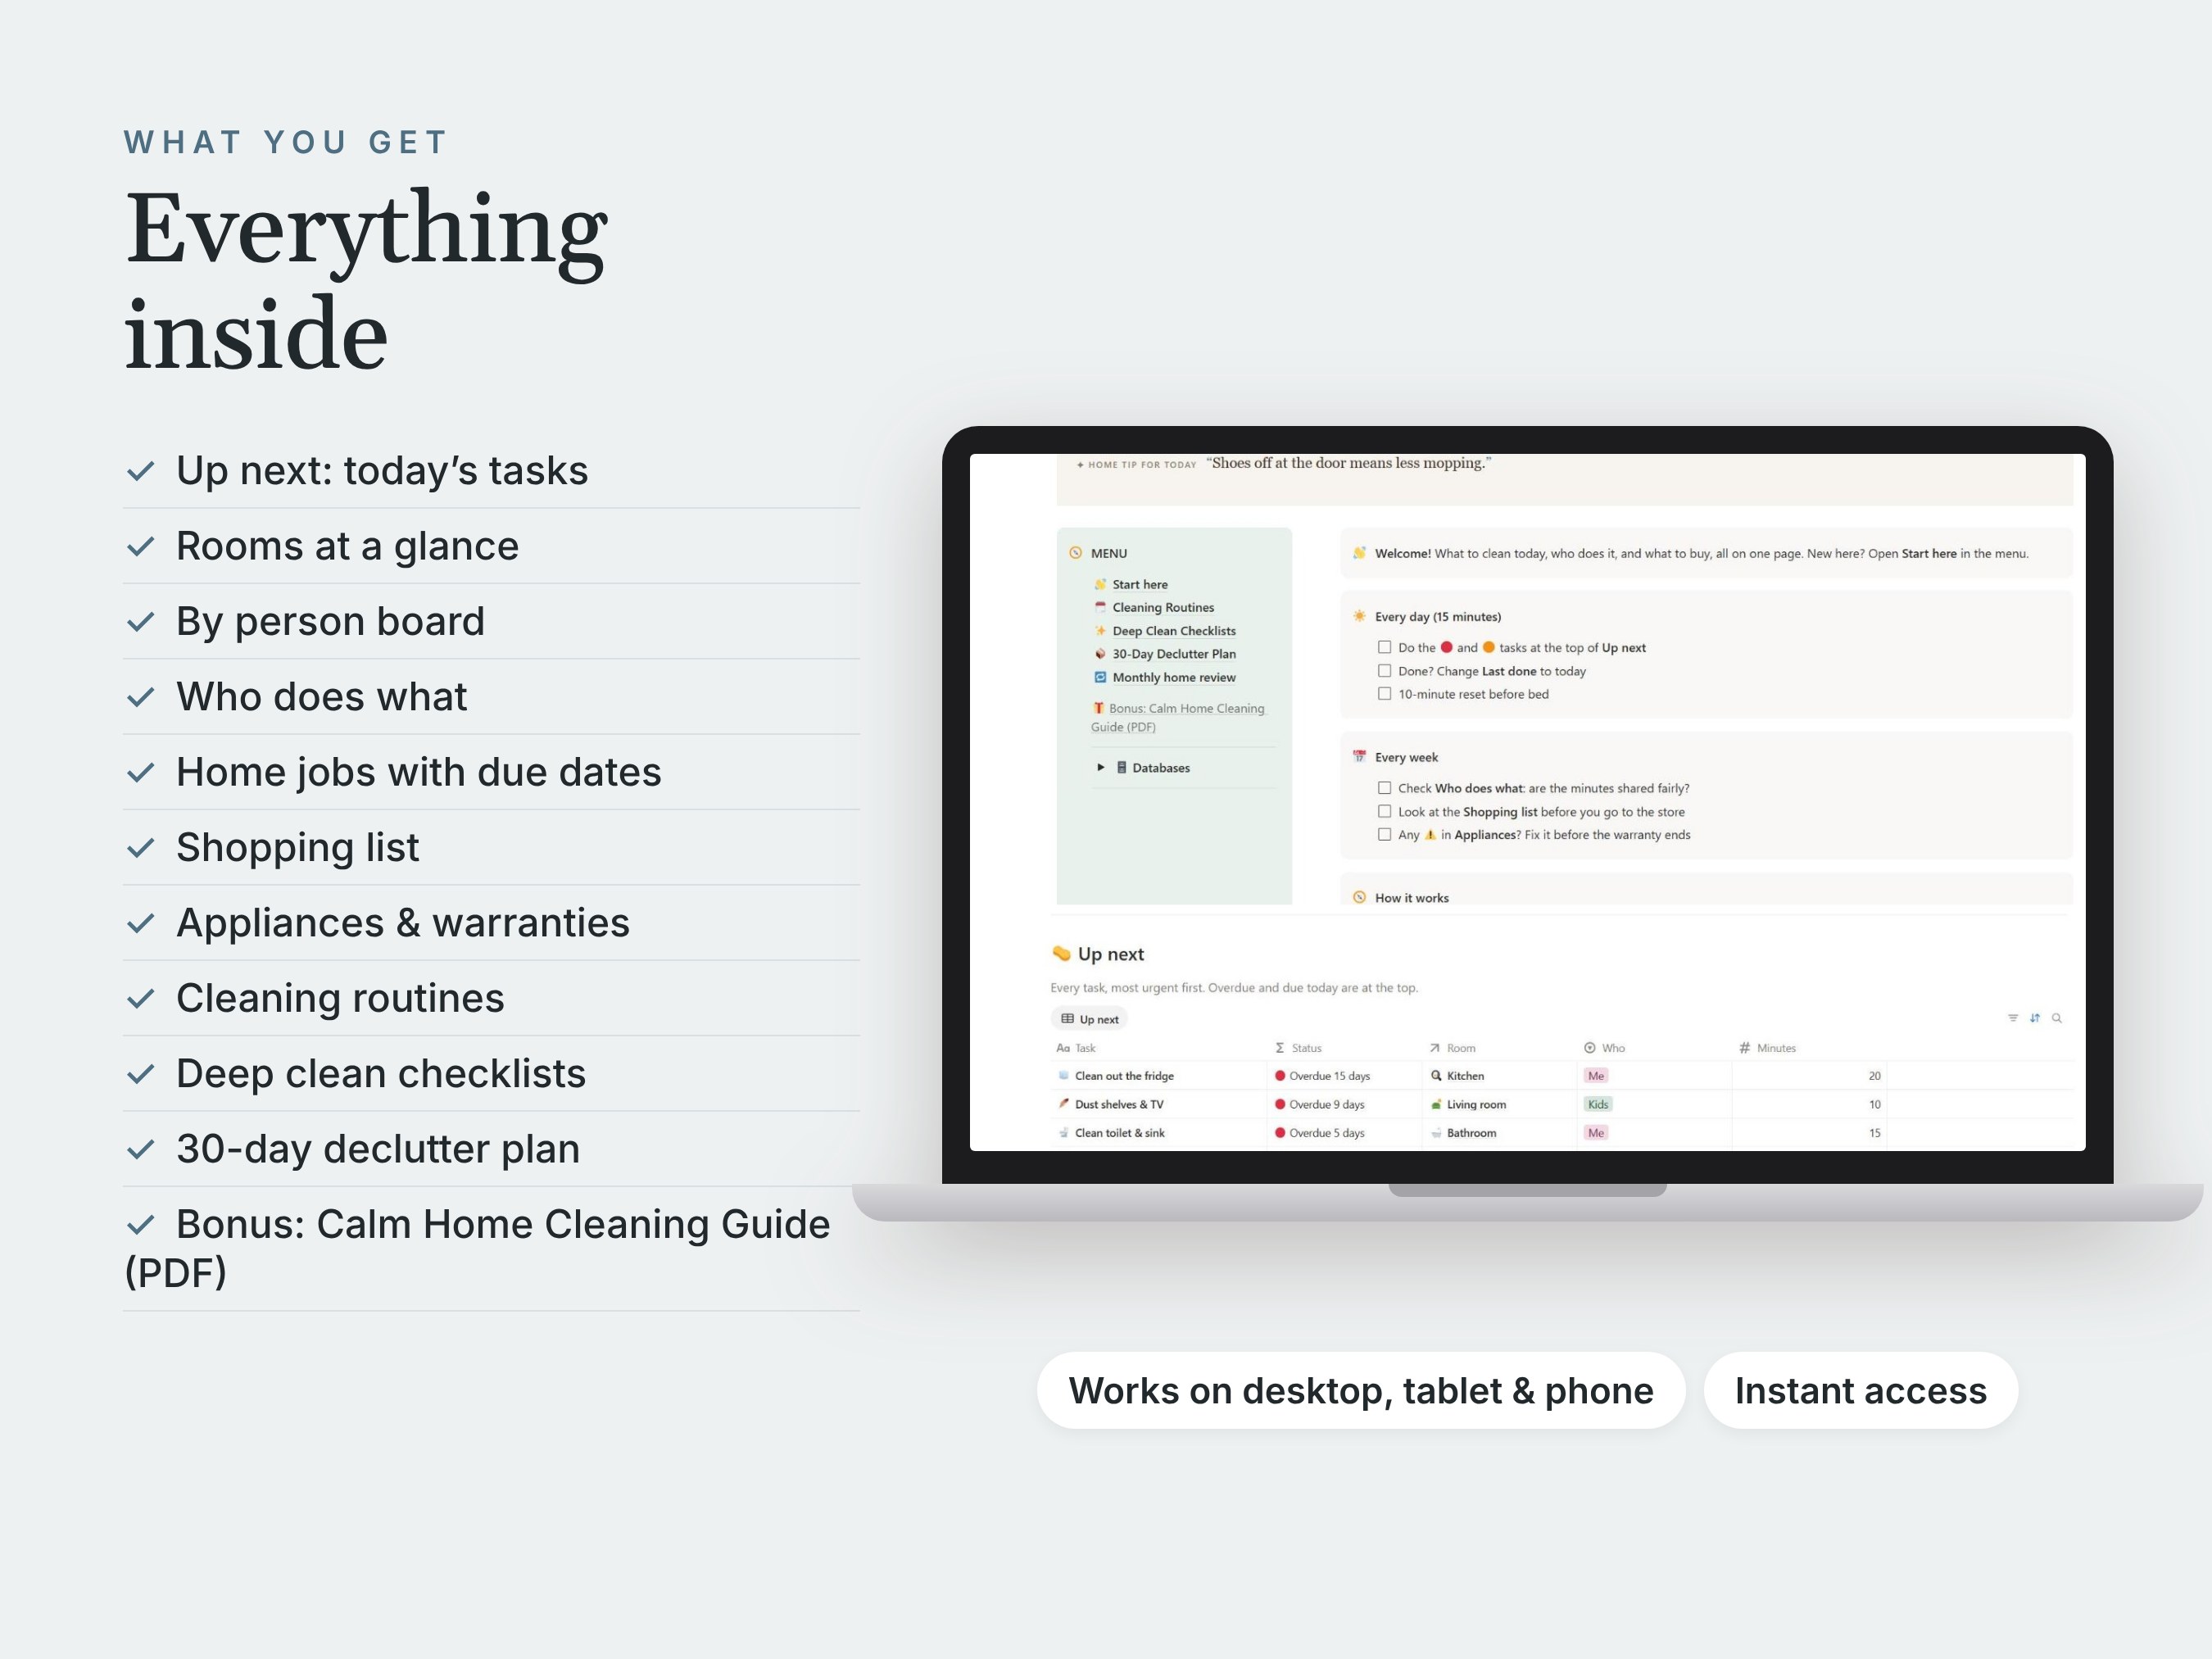 WHAT YOU GET
Everything
inside
Up next: today’s tasks
Rooms at a glance
By person board
Who does what
Home jobs with due dates
Shopping list
Appliances & warranties
Cleaning routines
Deep clean checklists
30-day declutter plan
Bonus: Calm Home Cleaning Guide
(PDF)
HOME TIP FOR TODAY “Shoes off at the door means less mopping.”
MENU
Start here
Cleaning Routines
Deep Clean Checklists
30-Day Declutter Plan
Monthly home review
Bonus: Calm Home Cleaning
Guide (PDF)
Databases
Welcome! What to clean today, who does it, and what to buy, all on one page. New here? Open Start here in the menu.
Every day (15 minutes)
Do the 🔴 and 🟠 tasks at the top of Up next
Done? Change Last done to today
10-minute reset before bed
Every week
Check Who does what: are the minutes shared fairly?
Look at the Shopping list before you go to the store
Any ⚠️ in Appliances? Fix it before the warranty ends
How it works
Up next
Every task, most urgent first. Overdue and due today are at the top.
Up next
Aa Task Σ Status Room Who # Minutes
Clean out the fridge Overdue 15 days Kitchen Me 20
Dust shelves & TV Overdue 9 days Living room Kids 10
Clean toilet & sink Overdue 5 days Bathroom Me 15
Works on desktop, tablet & phone Instant access